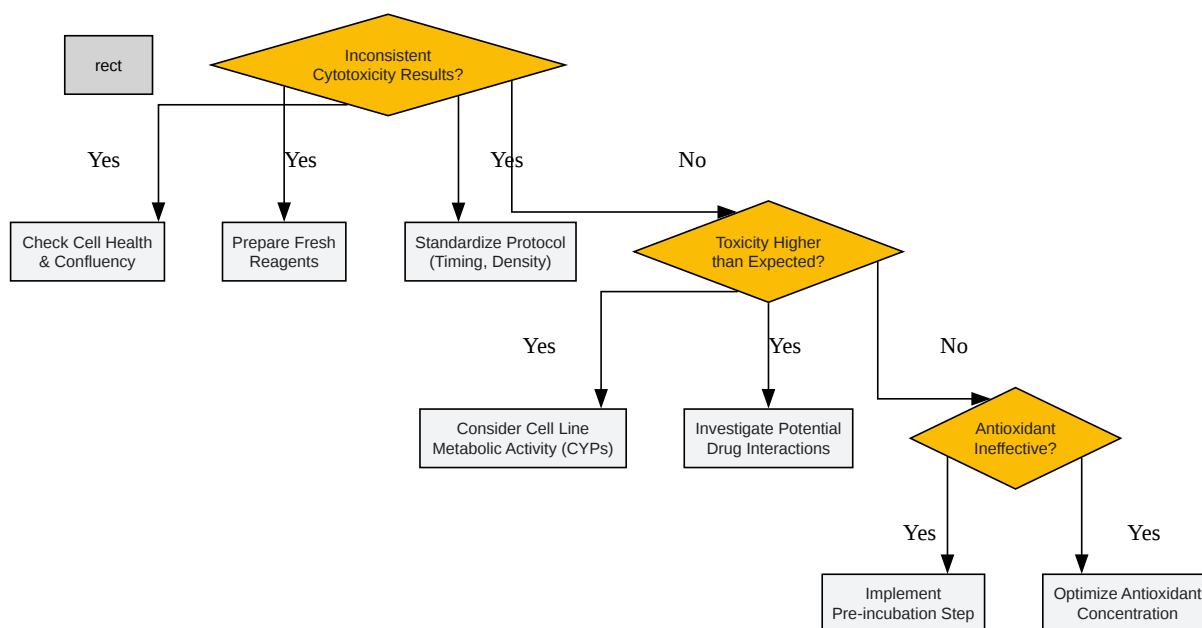 rect
Inconsistent
Cytotoxicity Results?
Yes
Yes
Yes
No
Check Cell Health
& Confluency
Prepare Fresh
Reagents
Standardize Protocol
(Timing, Density)
Toxicity Higher
than Expected?
Yes
Yes
No
Consider Cell Line
Metabolic Activity (CYPs)
Investigate Potential
Drug Interactions
Antioxidant
Ineffective?
Yes
Yes
Implement
Pre-incubation Step
Optimize Antioxidant
Concentration